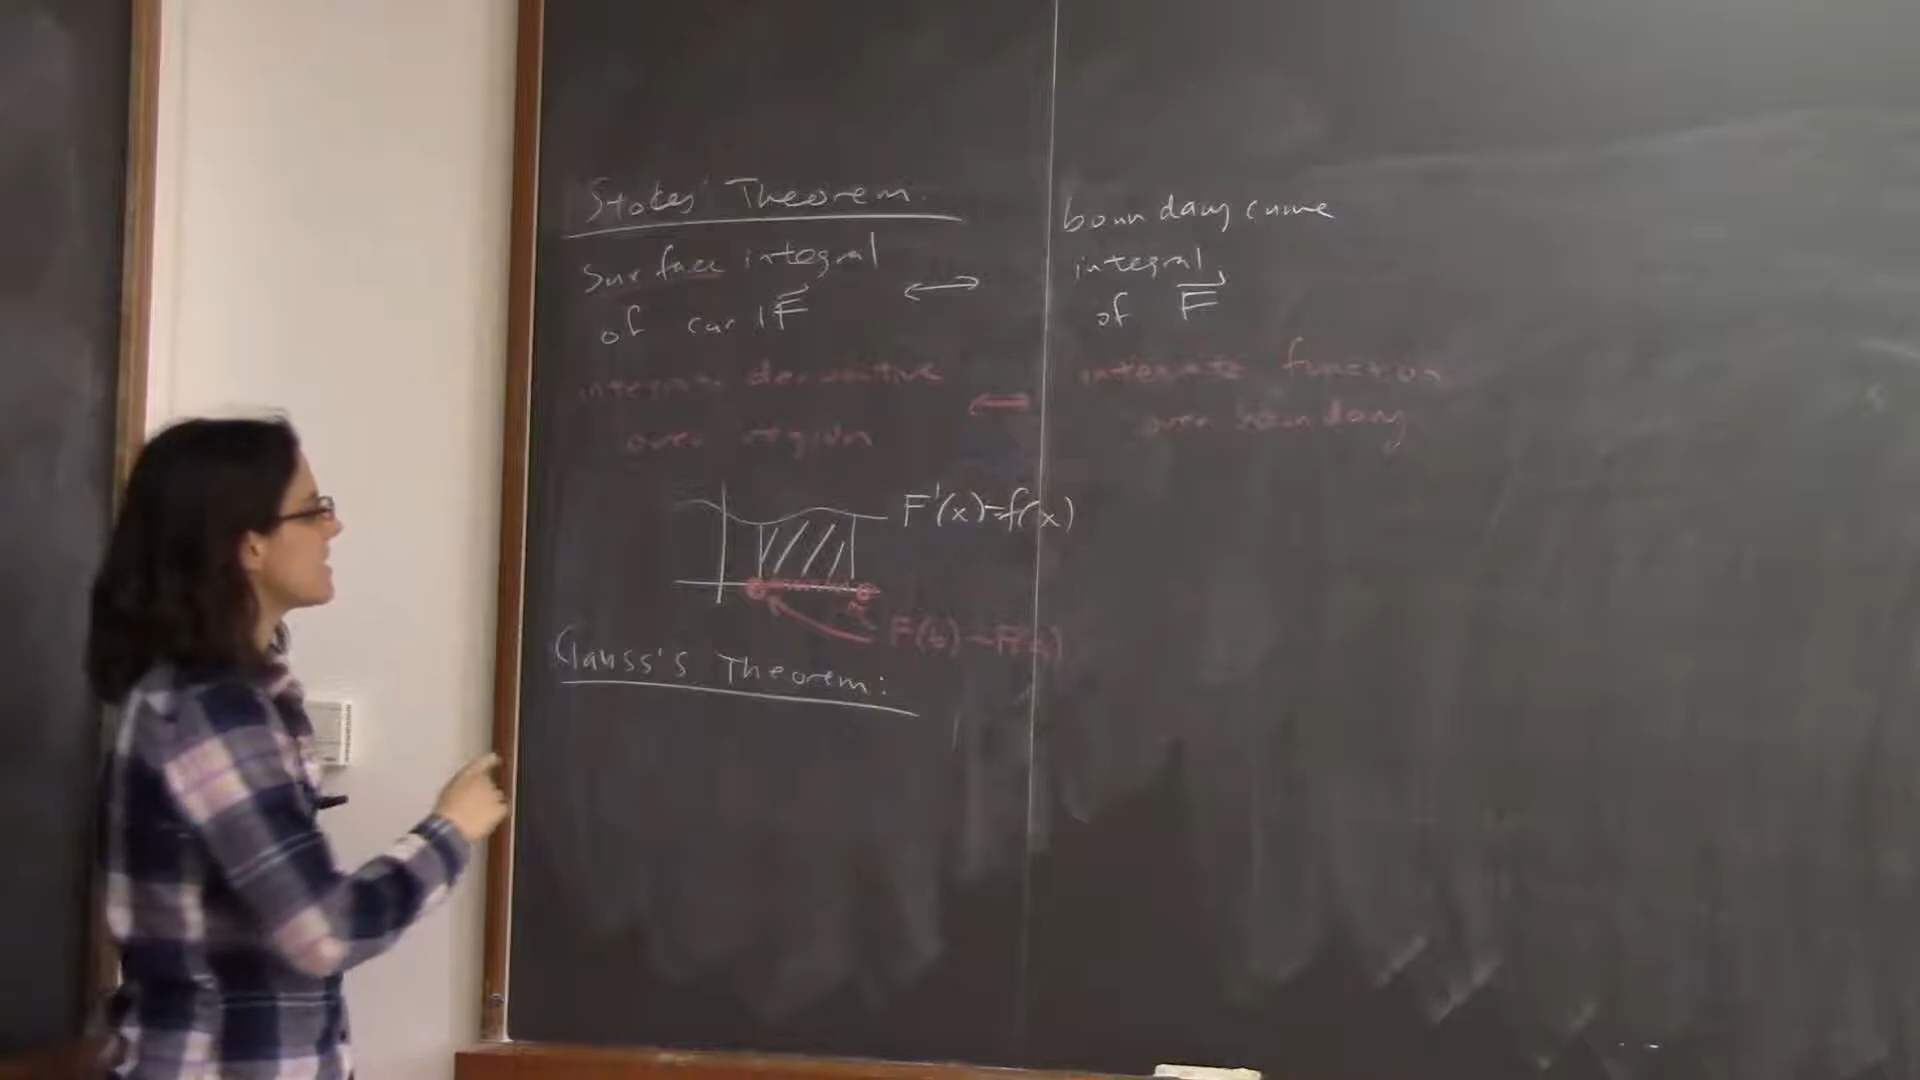 Stokes' Theorem.
surface integral
of curl F⃗
↔
boundary curve
integral
of F⃗
integrate derivative
over region
↔
integrate function
over boundary
F'(x)=f(x)
F(b)-F(a)
Gauss's Theorem: